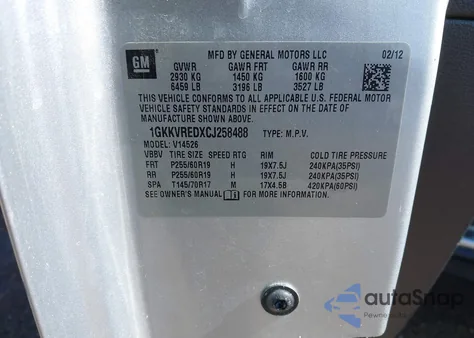 GM
MFD BY GENERAL MOTORS LLC 02/12
GVWR GAWR FRT GAWR RR
2930 KG 1450 KG 1600 KG
6459 LB 3196 LB 3527 LB
THIS VEHICLE CONFORMS TO ALL APPLICABLE U.S. FEDERAL MOTOR
VEHICLE SAFETY STANDARDS IN EFFECT ON THE DATE OF
MANUFACTURE SHOWN ABOVE.
1GKKVREDXCJ258488 TYPE: M.P.V.
MODEL: V14526
VBBV TIRE SIZE SPEED RTG RIM COLD TIRE PRESSURE
FRT P255/60R19 H 19X7.5J 240KPA(35PSI)
RR P255/60R19 H 19X7.5J 240KPA(35PSI)
SPA T145/70R17 M 17X4.5B 420KPA(60PSI)
SEE OWNER'S MANUAL FOR MORE INFORMATION.
autoSnap